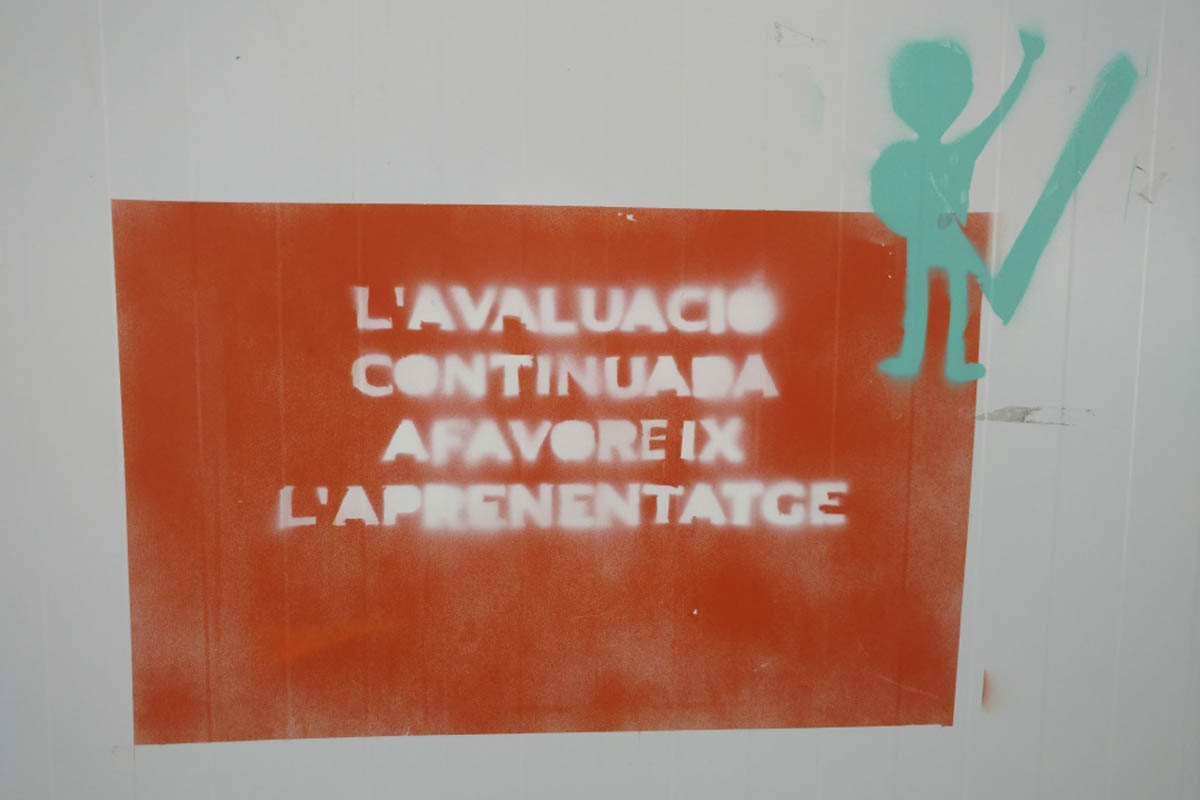 L'AVALUACIÓ
CONTINUADA
AFAVOREIX
L'APRENENTATGE